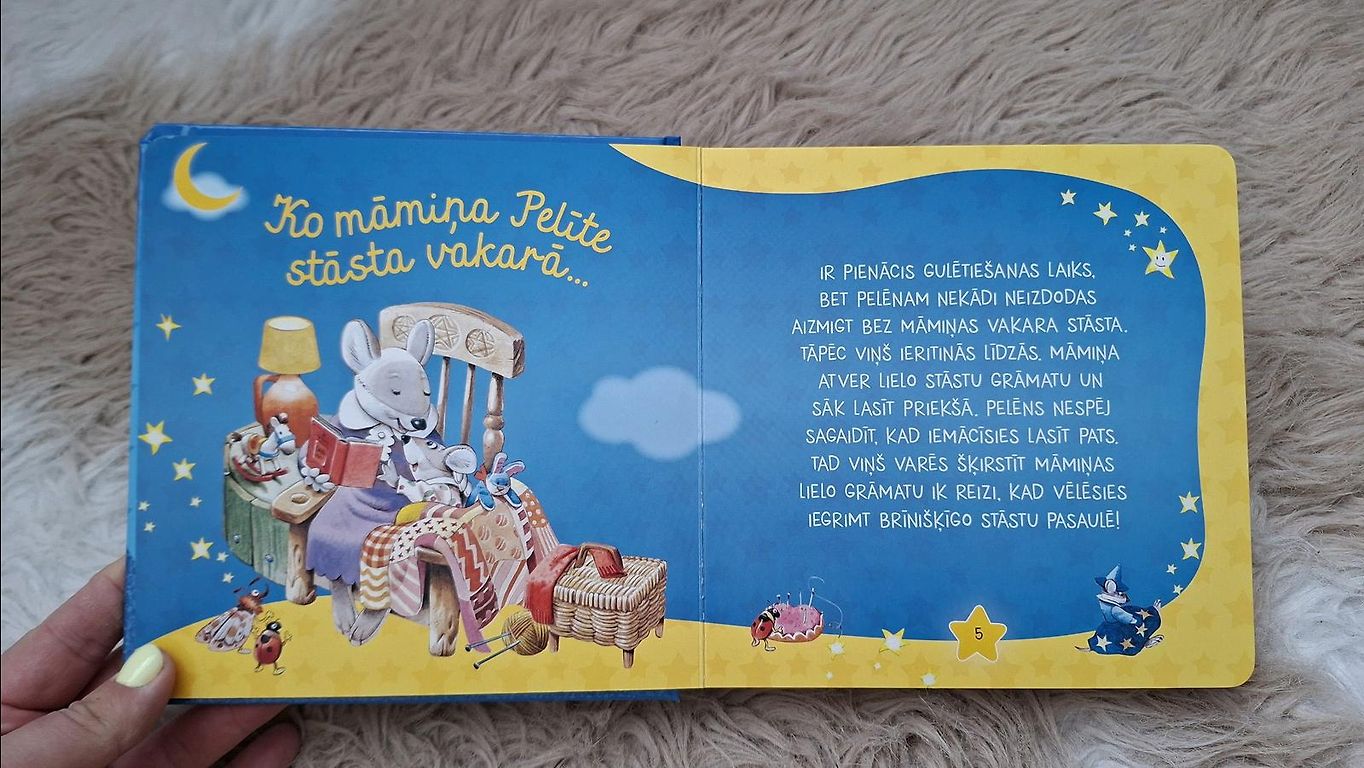 Ko māmiņa Pelīte
stāsta vakarā...
IR PIENĀCIS GULĒTIEŠANAS LAIKS,
BET PELĒNAM NEKĀDI NEIZDODAS
AIZMIGT BEZ MĀMIŅAS VAKARA STĀSTA.
TĀPĒC VIŅŠ IERITINĀS LĪDZĀS. MĀMIŅA
ATVER LIELO STĀSTU GRĀMATU UN
SĀK LASĪT PRIEKŠĀ. PELĒNS NESPĒJ
SAGAIDĪT, KAD IEMĀCĪSIES LASĪT PATS.
TAD VIŅŠ VARĒS ŠĶIRSTĪT MĀMIŅAS
LIELO GRĀMATU IK REIZI, KAD VĒLĒSIES
IEGRIMT BRĪNIŠĶĪGO STĀSTU PASAULĒ!
5